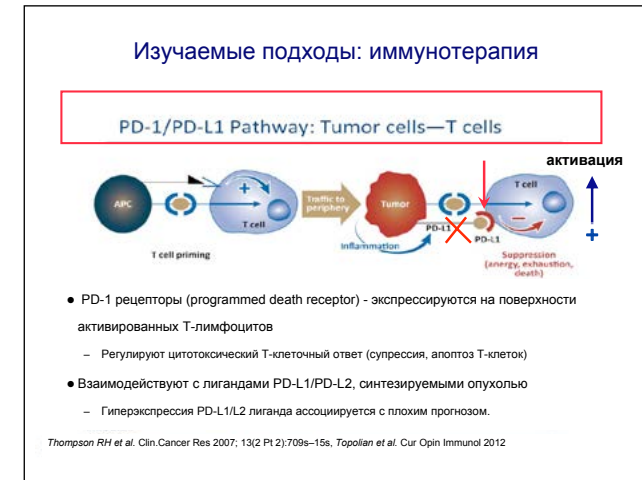 Изучаемые подходы: иммунотерапия
PD-1/PD-L1 Pathway: Tumor cells—T cells
активация
APC
+
T cell
T cell priming
Traffic to
periphery
Tumor
Inflammation
PD-L1
PD-L1
T cell
–
+
Suppression
(anergy, exhaustion,
death)
● PD-1 рецепторы (programmed death receptor) - экспрессируются на поверхности
активированных Т-лимфоцитов
– Регулируют цитотоксический Т-клеточный ответ (супрессия, апоптоз Т-клеток)
● Взаимодействуют с лигандами PD-L1/PD-L2, синтезируемыми опухолью
– Гиперэкспрессия PD-L1/L2 лиганда ассоциируется с плохим прогнозом.
Thompson RH et al. Clin.Cancer Res 2007; 13(2 Pt 2):709s–15s, Topolian et al. Cur Opin Immunol 2012